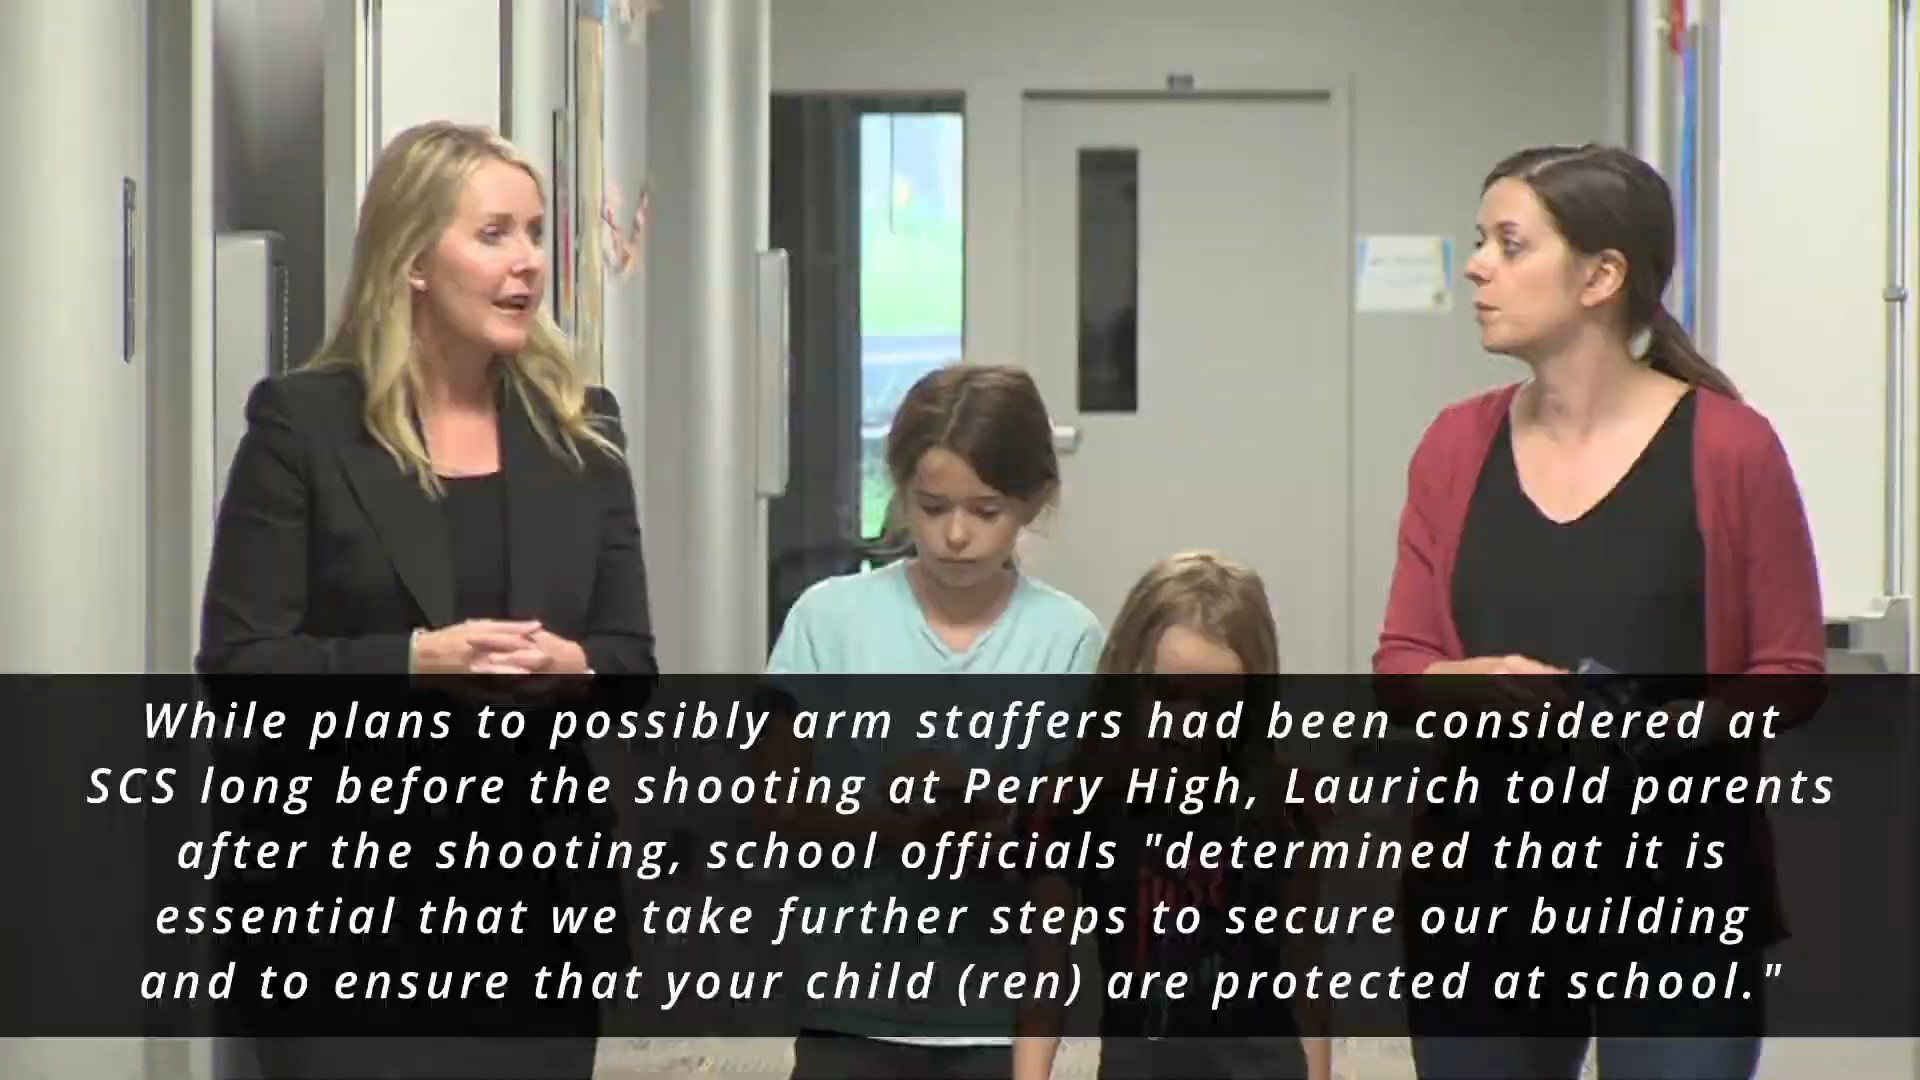 While plans to possibly arm staffers had been considered at
SCS long before the shooting at Perry High, Laurich told parents
after the shooting, school officials "determined that it is
essential that we take further steps to secure our building
and to ensure that your child (ren) are protected at school."